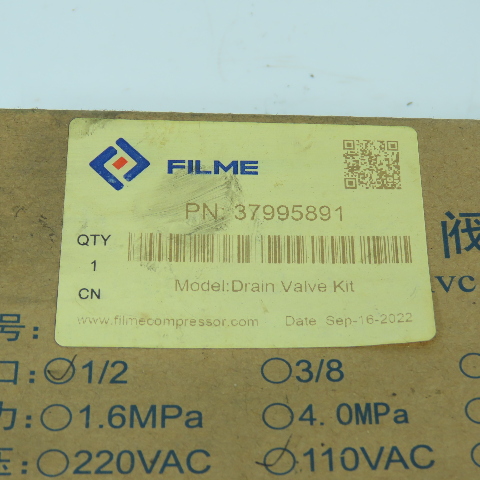 FILME
PN: 37995891
QTY
1
CN
Model:Drain Valve Kit
www.filmecompressor.com
Date Sep-16-2022
阀
vc
号:
口: 1/2 3/8
力: 1.6MPa 4.0MPa
压: 220VAC 110VAC